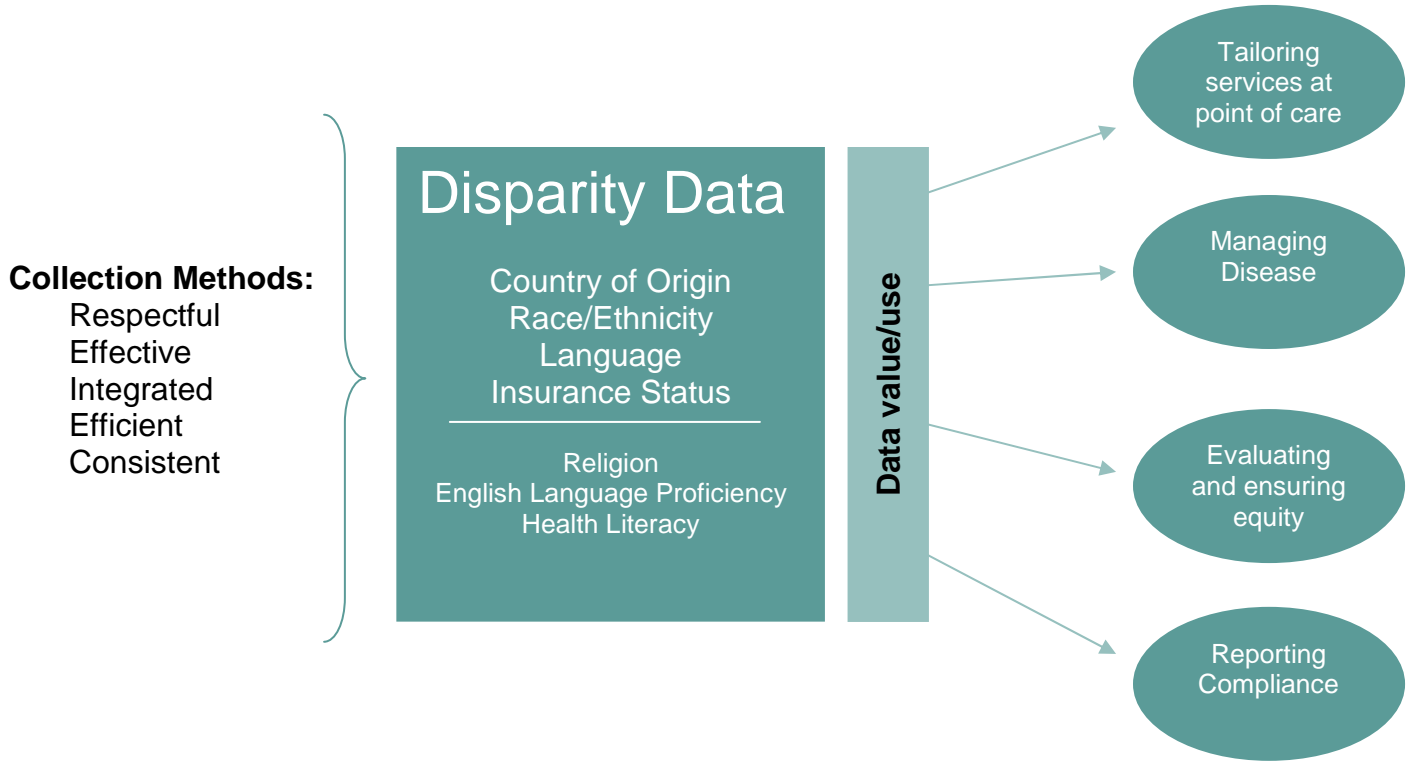 Collection Methods:
Respectful
Effective
Integrated
Efficient
Consistent
Disparity Data
Country of Origin
Race/Ethnicity
Language
Insurance Status
Religion
English Language Proficiency
Health Literacy
Data value/use
Tailoring
services at
point of care
Managing
Disease
Evaluating
and ensuring
equity
Reporting
Compliance